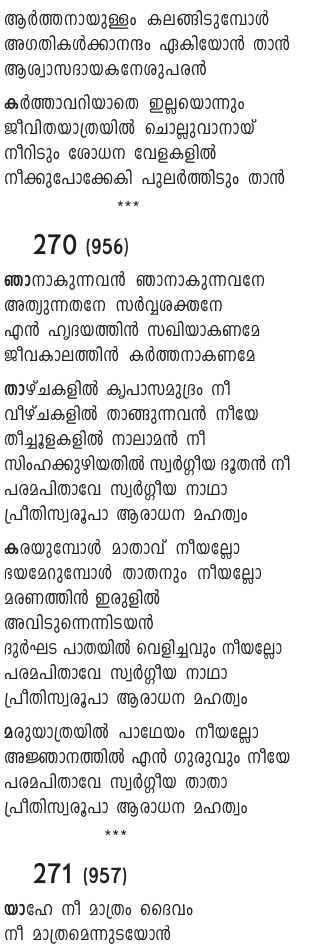 ആർത്തനായുള്ളം കലങ്ങിടുമ്പോൾ
അഗതികൾക്കാനന്ദം ഏകിയോൻ താൻ
ആശ്വാസദായകനേശുപരൻ
കർത്താവറിയാതെ ഇല്ലയൊന്നും
ജീവിതയാത്രയിൽ ചൊല്ലുവാനായ്
നീറിടും ശോധന വേളകളിൽ
നീക്കുപോക്കേകി പുലർത്തിടും താൻ
***
270 (956)
ഞാനാകുന്നവൻ ഞാനാകുന്നവനേ
അത്യുന്നതനേ സർവ്വശക്തനേ
എൻ ഹൃദയത്തിൻ സഖിയാകണമേ
ജീവകാലത്തിൻ കർത്തനാകണമേ
താഴ്ചകളിൽ കൃപാസമുദ്രം നീ
വീഴ്ചകളിൽ താങ്ങുന്നവൻ നീയേ
തീച്ചൂളകളിൽ നാലാമൻ നീ
സിംഹക്കുഴിയതിൽ സ്വർഗ്ഗീയ ദൂതൻ നീ
പരമപിതാവേ സ്വർഗ്ഗീയ നാഥാ
പ്രീതിസ്വരൂപാ ആരാധന മഹത്വം
കരയുമ്പോൾ മാതാവ് നീയല്ലോ
ഭയമേറുമ്പോൾ താതനും നീയല്ലോ
മരണത്തിൻ ഇരുളിൽ
അവിടുന്നെന്നിടയൻ
ദുർഘട പാതയിൽ വെളിച്ചവും നീയല്ലോ
പരമപിതാവേ സ്വർഗ്ഗീയ നാഥാ
പ്രീതിസ്വരൂപാ ആരാധന മഹത്വം
മരുയാത്രയിൽ പാഥേയം നീയല്ലോ
അജ്ഞാനത്തിൽ എൻ ഗുരുവും നീയേ
പരമപിതാവേ സ്വർഗ്ഗീയ താതാ
പ്രീതിസ്വരൂപാ ആരാധന മഹത്വം
***
271 (957)
യാഹേ നീ മാത്രം ദൈവം
നീ മാത്രമെന്നുടയോൻ